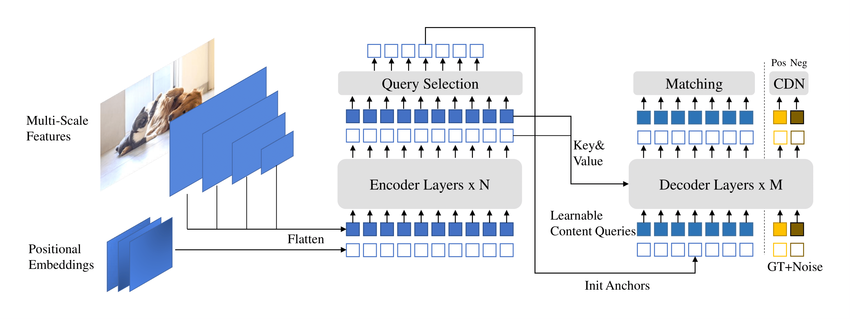 Multi-Scale
Features
Positional
Embeddings
Flatten
Query Selection
Encoder Layers x N
Key&
Value
Learnable
Content Queries
Init Anchors
Matching
Decoder Layers x M
Pos Neg
CDN
GT+Noise